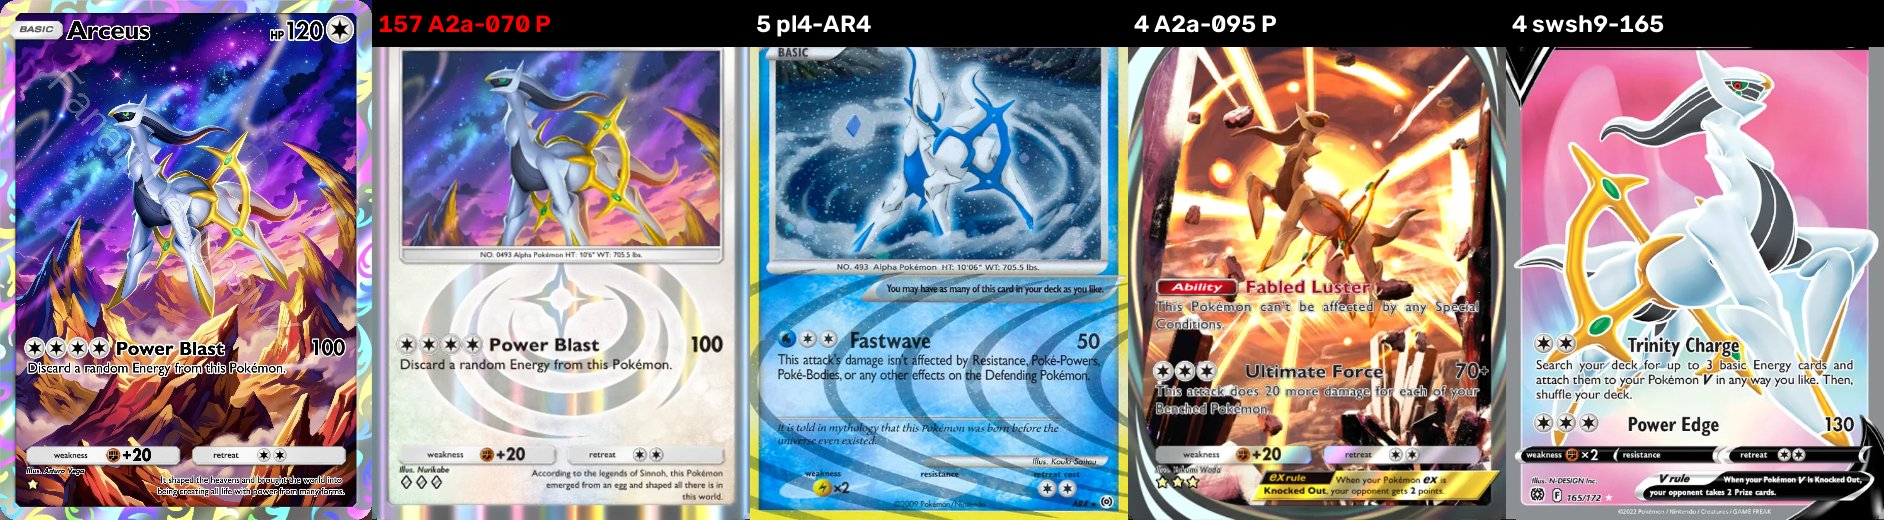 BASIC Arceus HP 120
Power Blast 100
Discard a random Energy from this Pokémon.
weakness +20 retreat
Illus. Arturo Vega
It shaped the heavens and brought the world into
being creating all life with power from many forms.
157 A2a-070 P
NO. 0493 Alpha Pokémon HT: 10'6" WT: 705.5 lbs.
Power Blast 100
Discard a random Energy from this Pokémon.
weakness +20 retreat
Illus. Nurikabe
According to the legends of Sinnoh, this Pokémon
emerged from an egg and shaped all there is in
this world.
5 pl4-AR4
BASIC
NO. 493 Alpha Pokémon HT: 10'06" WT: 705.5 lbs.
You may have as many of this card in your deck as you like.
Fastwave 50
This attack's damage isn't affected by Resistance, Poké-Powers,
Poké-Bodies, or any other effects on the Defending Pokémon.
It is told in mythology that this Pokémon was born before the
universe even existed.
Illus. Kouki Saitou
weakness resistance retreat cost
×2
©2009 Pokémon/Nintendo AR4
4 A2a-095 P
Ability Fabled Luster
This Pokémon can't be affected by any Special
Conditions.
Ultimate Force 70+
This attack does 20 more damage for each of your
Benched Pokémon.
weakness +20 retreat
ex rule When your Pokémon ex is
Knocked Out, your opponent gets 2 points.
4 swsh9-165
Trinity Charge
Search your deck for up to 3 basic Energy cards and
attach them to your Pokémon V in any way you like. Then,
shuffle your deck.
Power Edge 130
weakness ×2 resistance retreat
Illus. N-DESIGN Inc.
F 165/172
V rule When your Pokémon V is Knocked Out,
your opponent takes 2 Prize cards.
©2022 Pokémon / Nintendo / Creatures / GAME FREAK